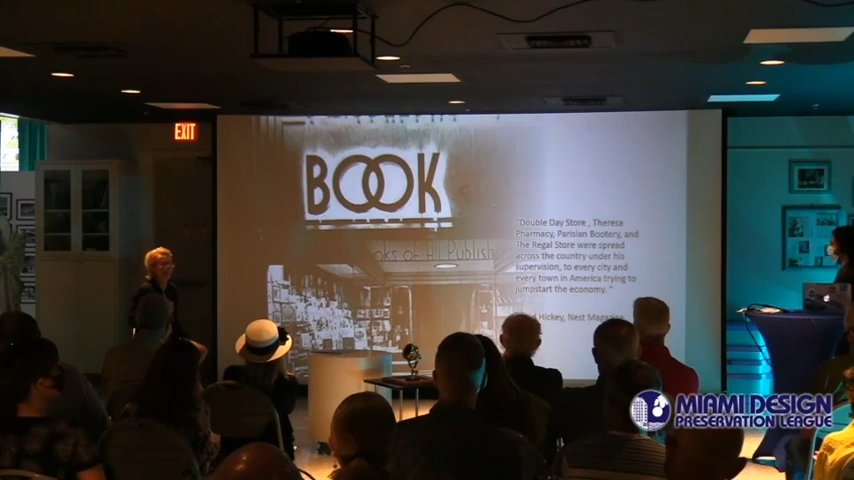 EXIT
BOOK
oks of All Publish
"Double Day Store , Theresa
Pharmacy, Parisian Bootery, and
The Regal Store were spread
across the country under his
supervision, to every city and
every town in America trying to
jumpstart the economy. "
Hickey, Nest Magazine
MIAMI DESIGN
PRESERVATION LEAGUE